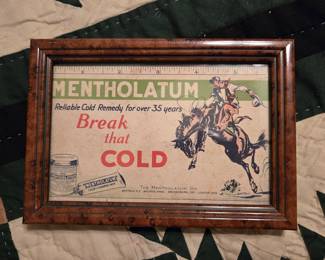 MENTHOLATUM
Reliable Cold Remedy for over 35 years
Break
that
COLD
MENTHOLATUM
THE MENTHOLATUM CO.